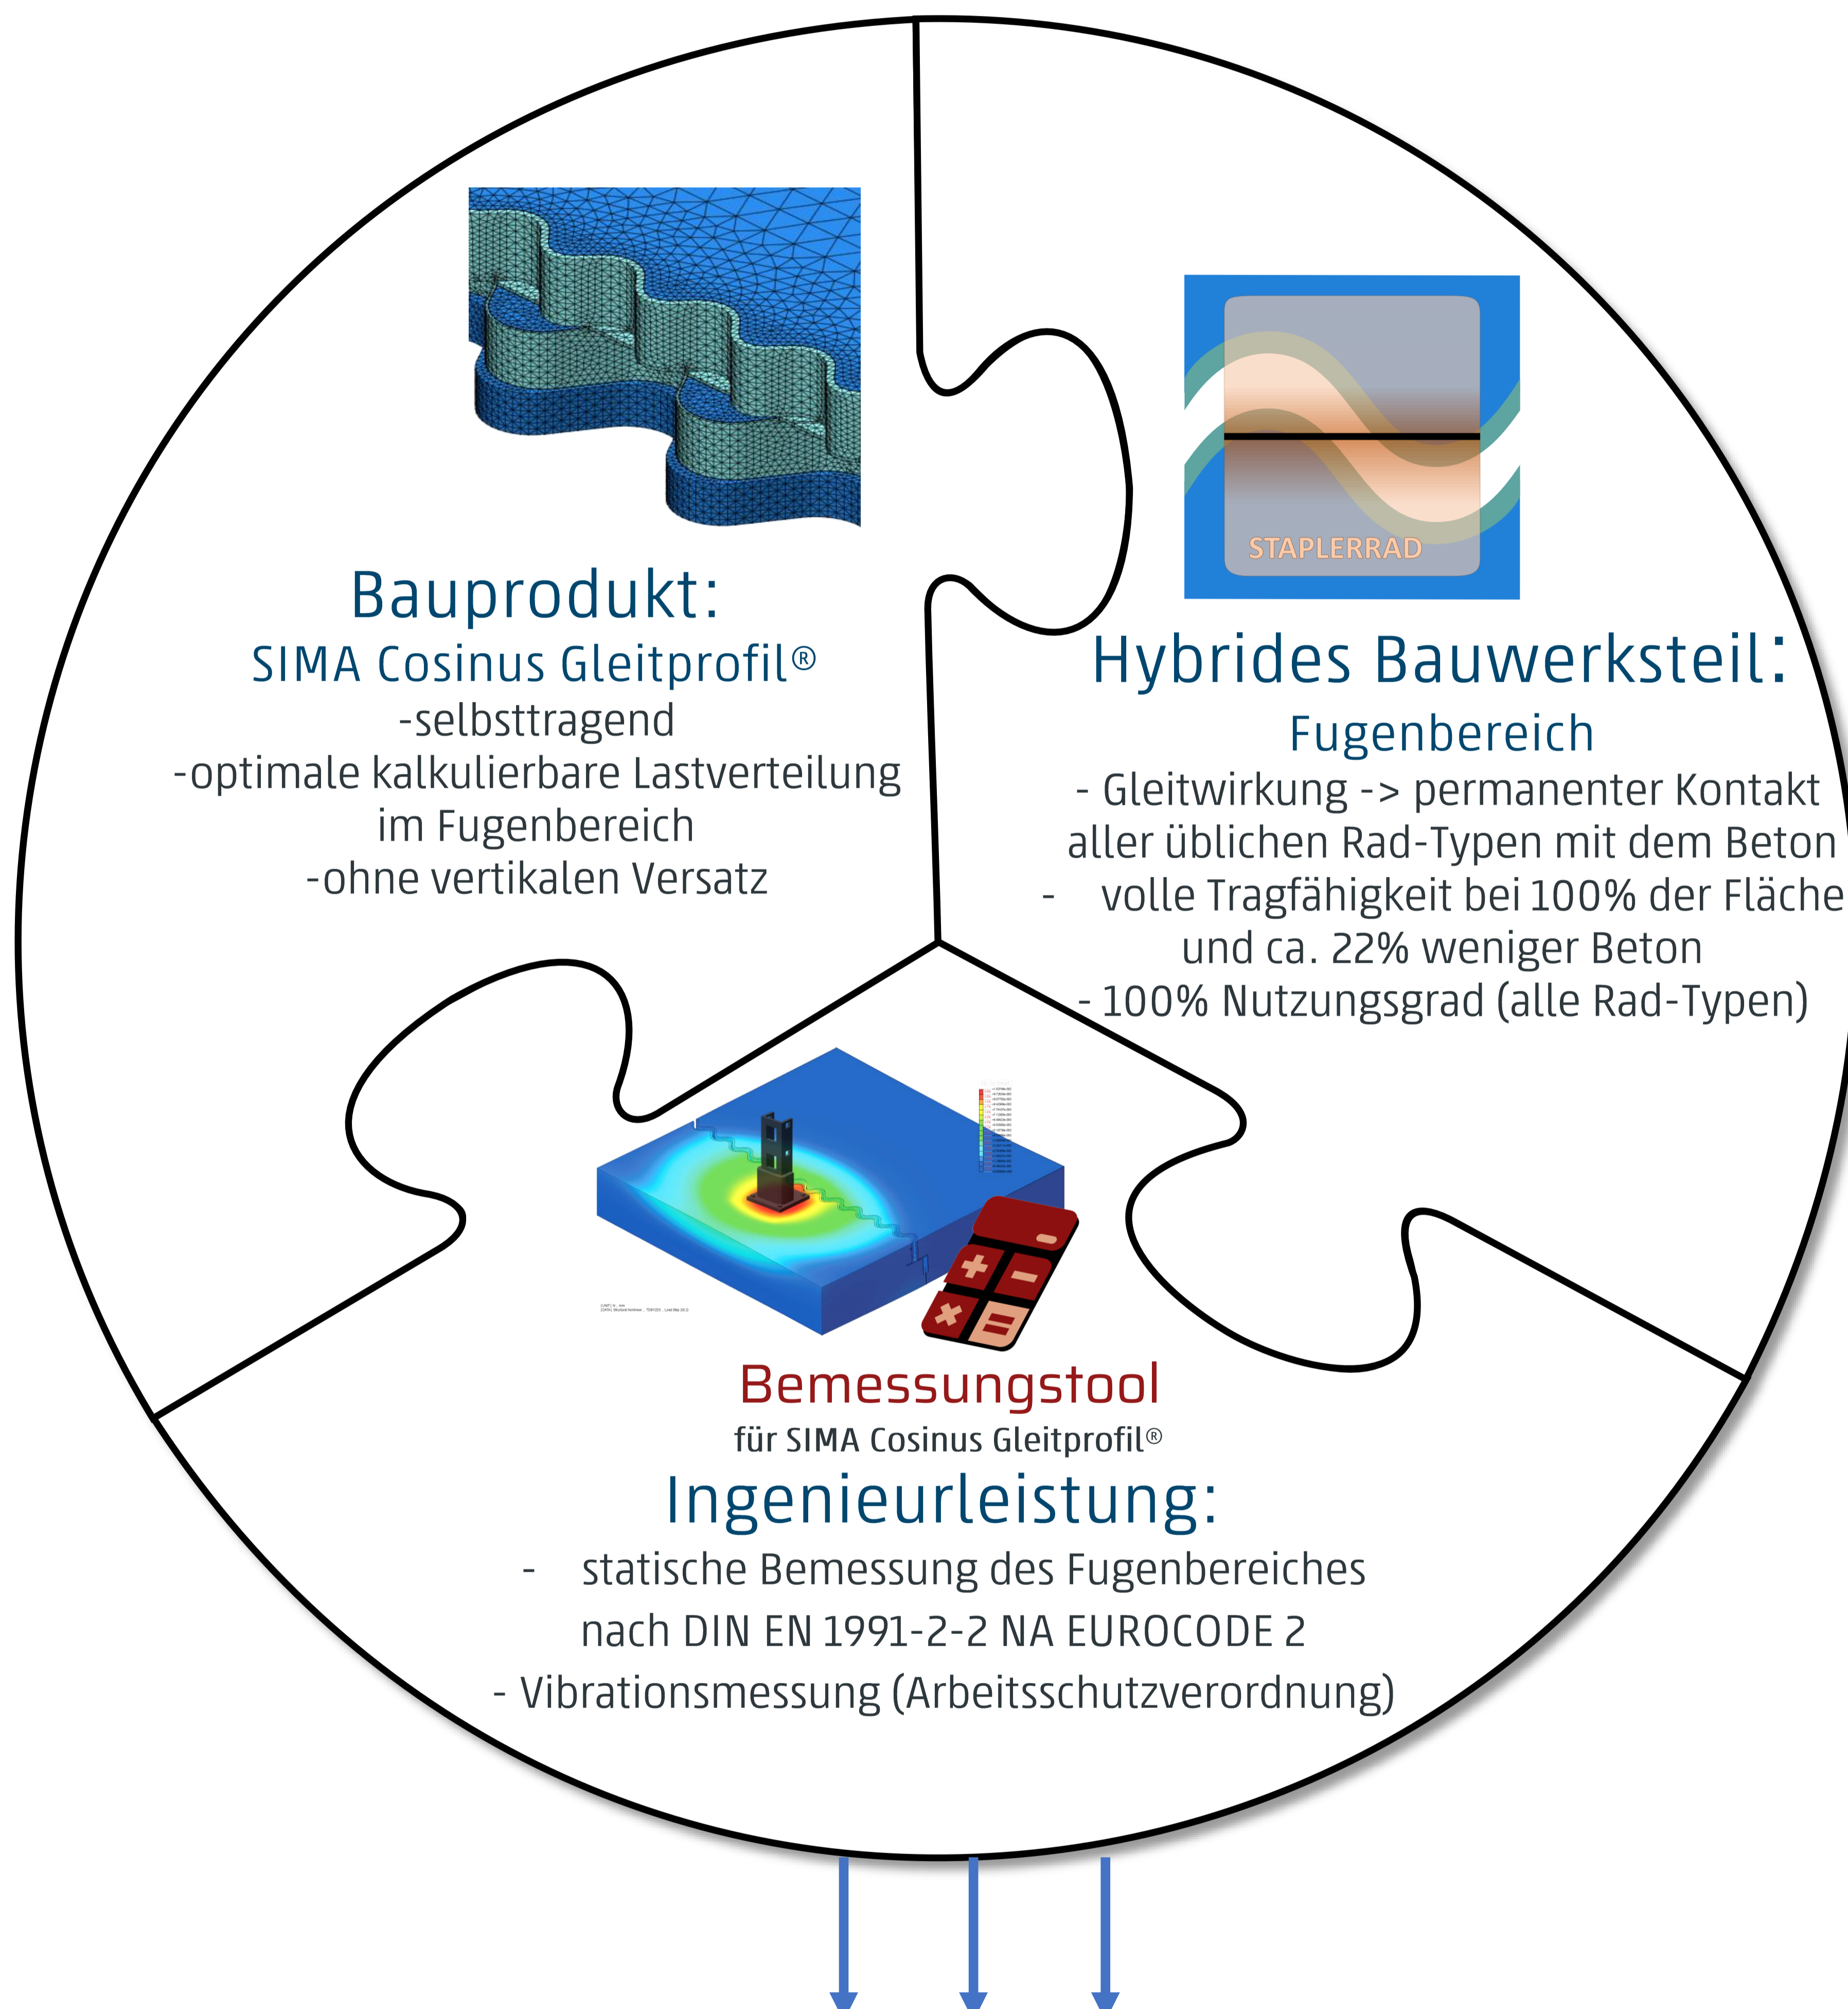 Bauprodukt:
SIMA Cosinus Gleitprofil®
-selbsttragend
-optimale kalkulierbare Lastverteilung
im Fugenbereich
-ohne vertikalen Versatz
STAPLERRAD
Hybrides Bauwerksteil:
Fugenbereich
- Gleitwirkung -> permanenter Kontakt
aller üblichen Rad-Typen mit dem Beton
- volle Tragfähigkeit bei 100% der Fläche
und ca. 22% weniger Beton
- 100% Nutzungsgrad (alle Rad-Typen)
Bemessungstool
für SIMA Cosinus Gleitprofil®
Ingenieurleistung:
- statische Bemessung des Fugenbereiches
nach DIN EN 1991-2-2 NA EUROCODE 2
- Vibrationsmessung (Arbeitsschutzverordnung)